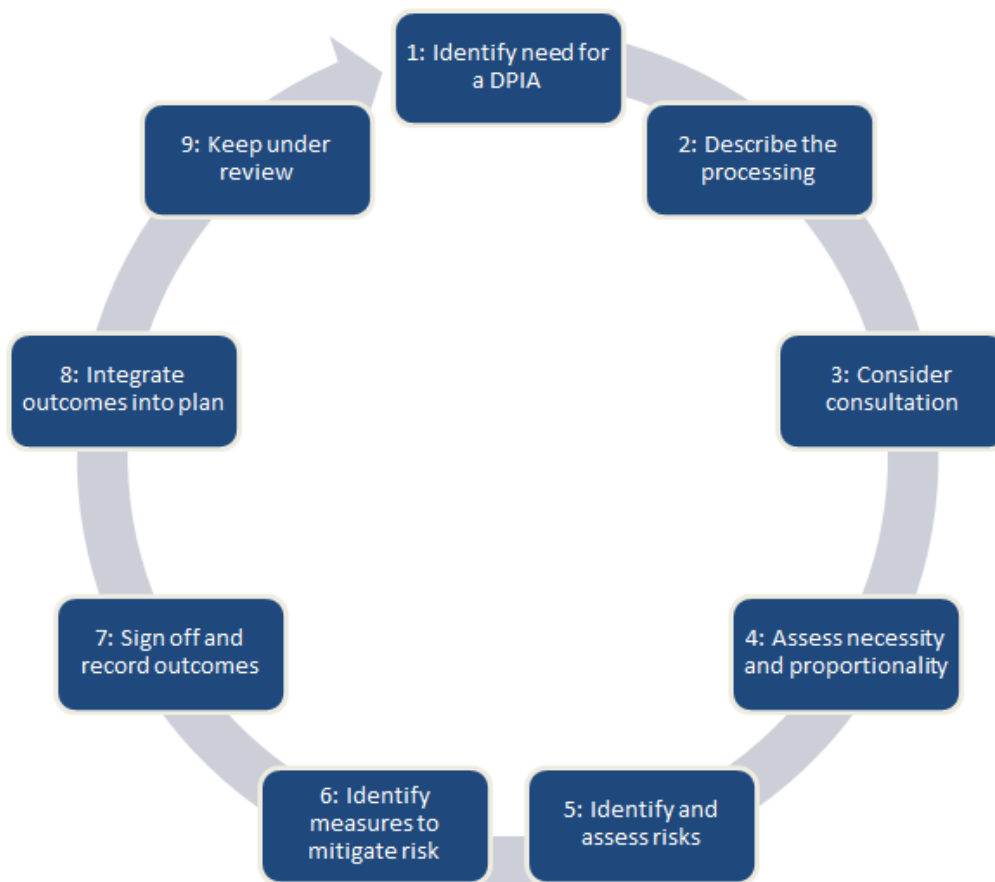 1: Identify need for
a DPIA
2: Describe the
processing
3: Consider
consultation
4: Assess necessity
and proportionality
5: Identify and
assess risks
6: Identify
measures to
mitigate risk
7: Sign off and
record outcomes
8: Integrate
outcomes into plan
9: Keep under
review